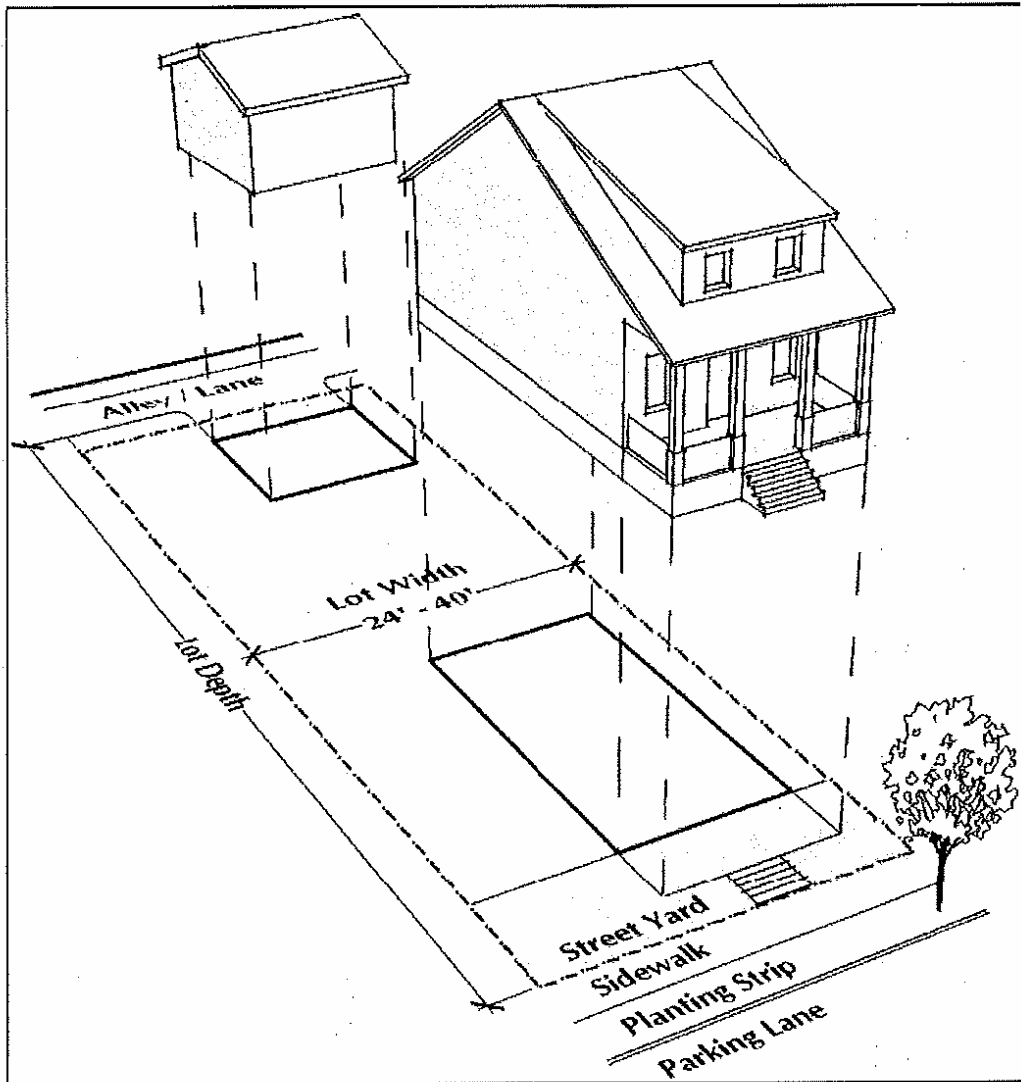 Alley / Lane
Lot Width
24' - 40'
Lot Depth
Street Yard
Sidewalk
Planting Strip
Parking Lane